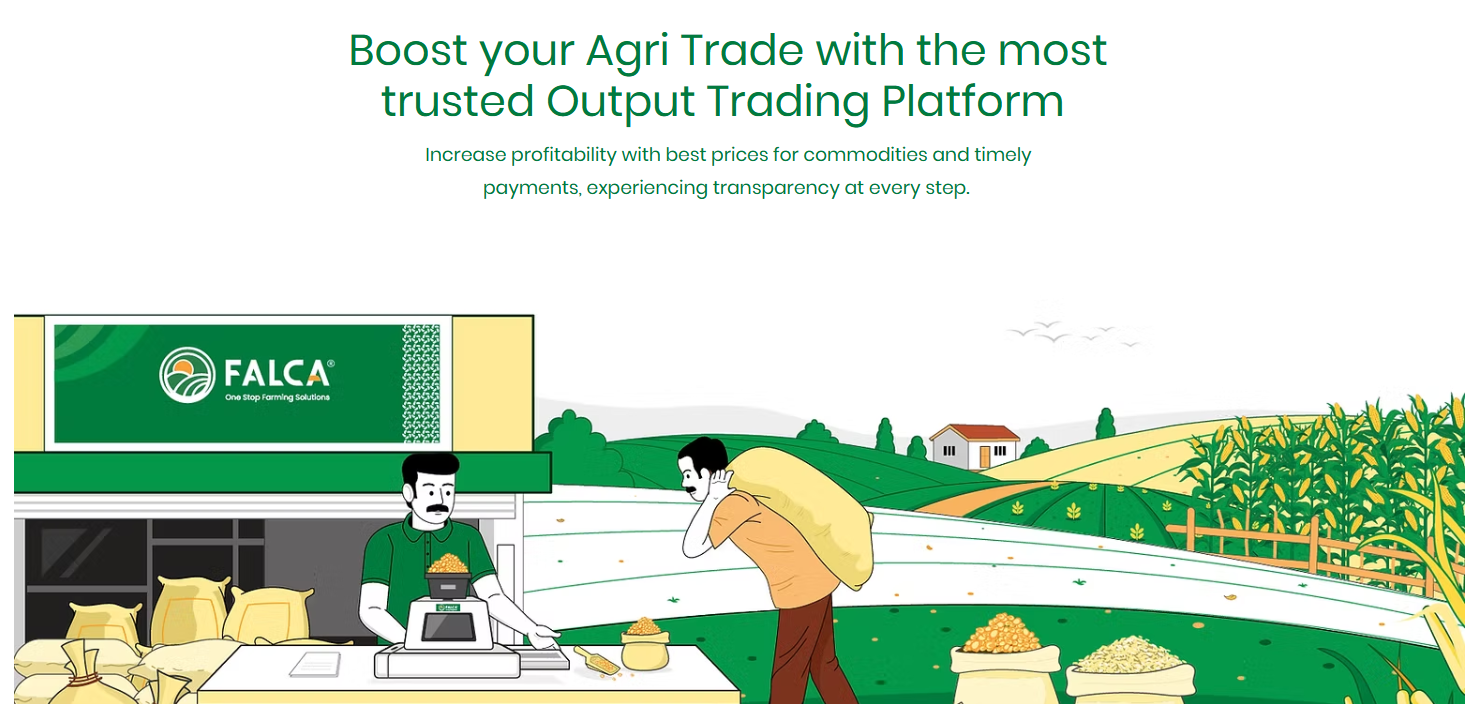 Boost your Agri Trade with the most
trusted Output Trading Platform
Increase profitability with best prices for commodities and timely
payments, experiencing transparency at every step.
FALCA®
One Stop Farming Solutions
FALCA